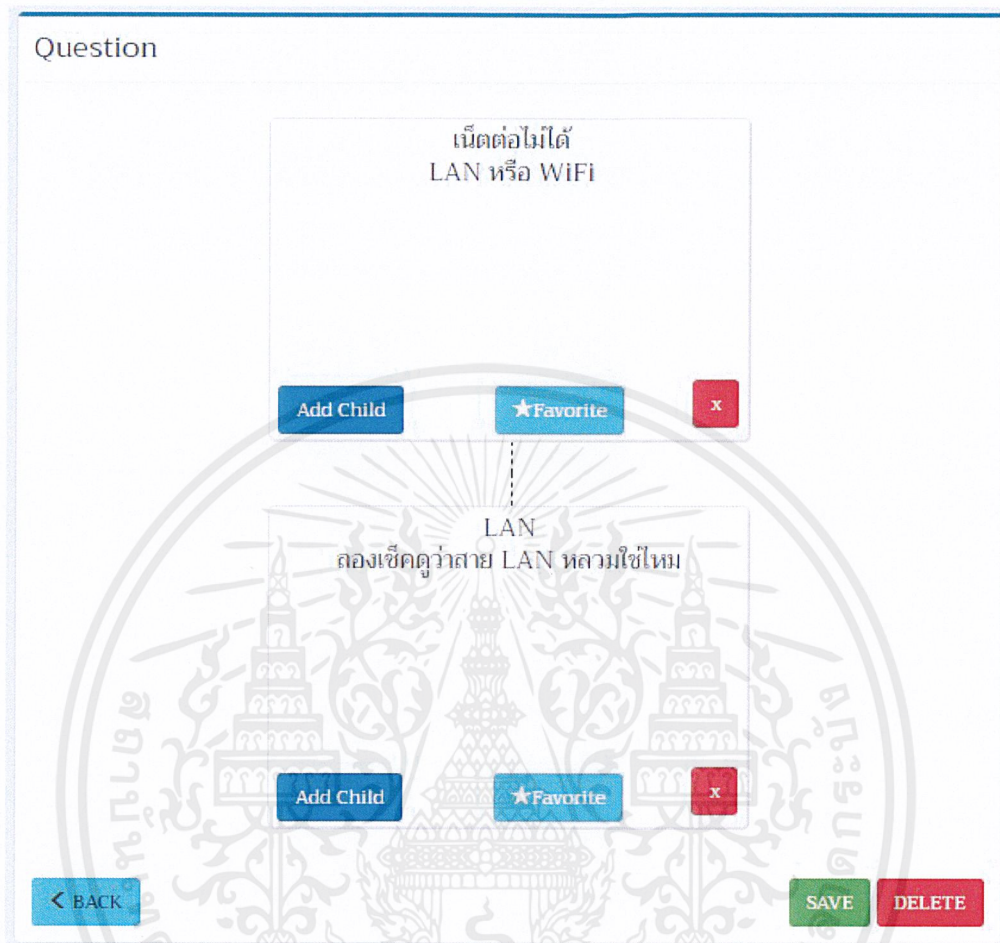 Question
เน็ตต่อไม่ได้
LAN หรือ WiFi
Add Child
★Favorite
x
LAN
ลองเช็คดูว่าสาย LAN หลวมใช่ไหม
Add Child
★Favorite
x
< BACK
SAVE
DELETE